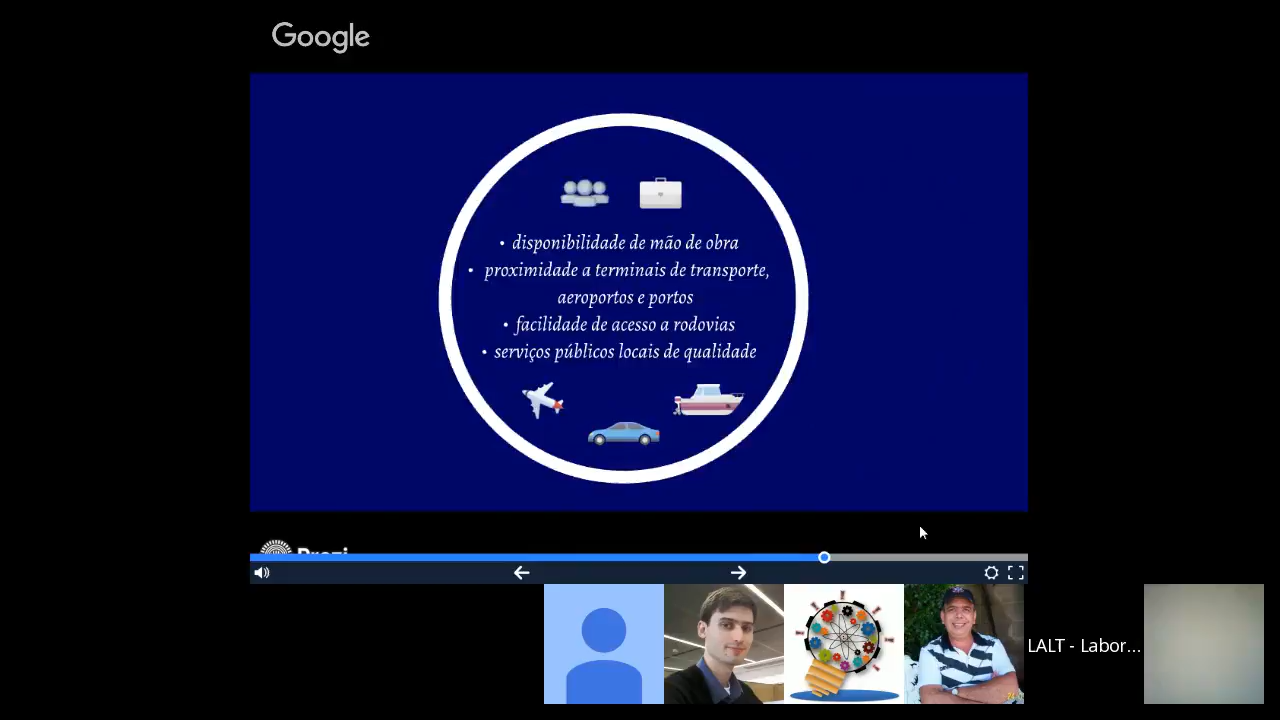 Google
• disponibilidade de mão de obra
• proximidade a terminais de transporte,
aeroportos e portos
• facilidade de acesso a rodovias
• serviços públicos locais de qualidade
Prezi
LALT - Labor...